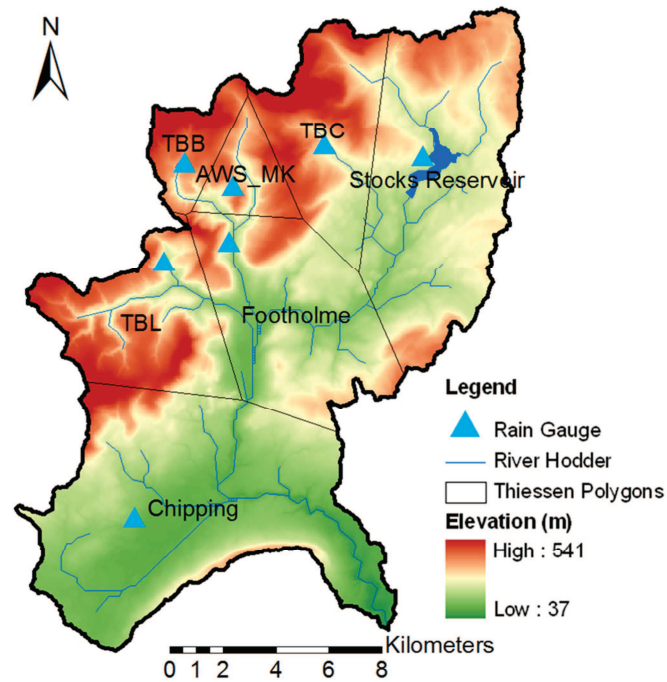 N
TBB
TBC
AWS_MK
Stocks Reservoir
Footholme
TBL
Chipping
Legend
Rain Gauge
River Hodder
Thiessen Polygons
Elevation (m)
High : 541
Low : 37
Kilometers
0 1 2 4 6 8